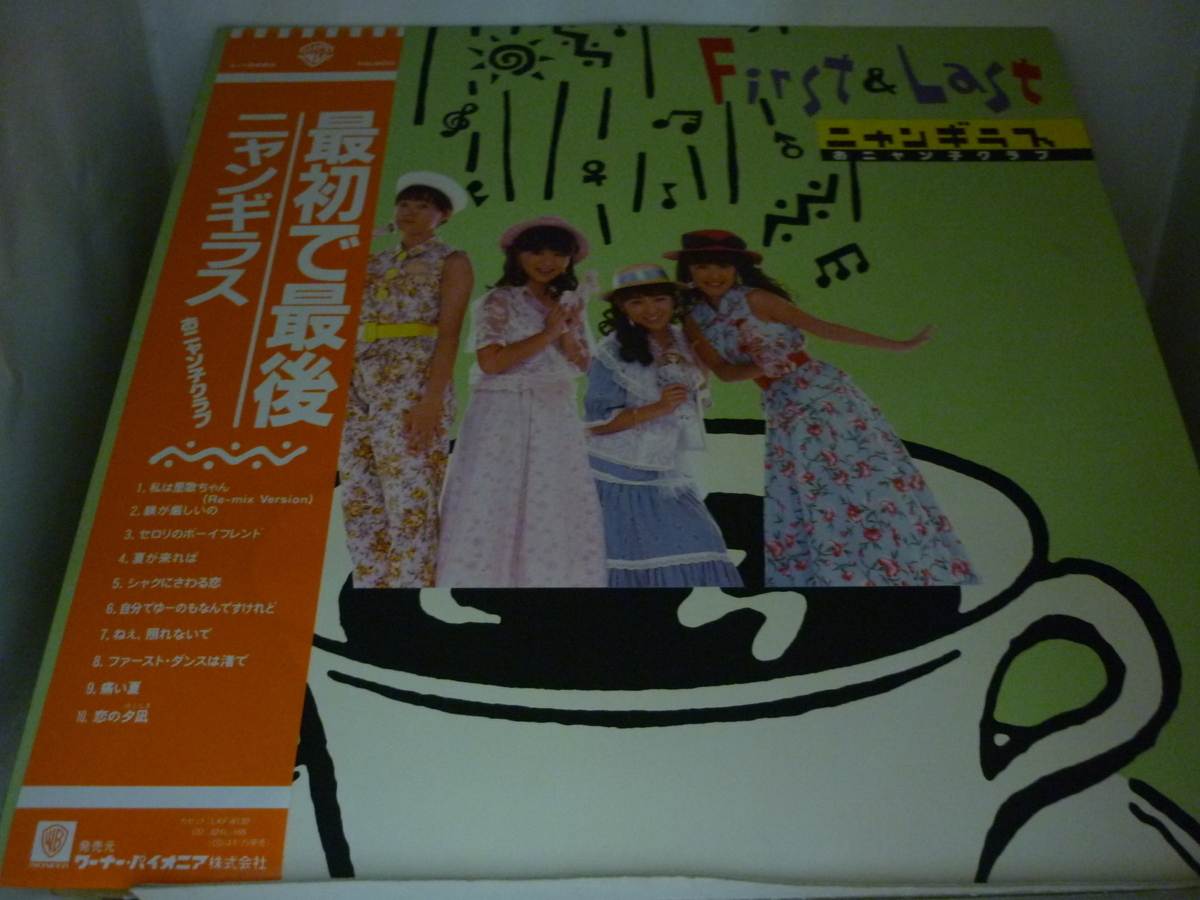 First & Last
ニャンギラス
おニャン子クラブ
最初で最後
ニャンギラス
おニャン子クラブ
1. 私は里歌ちゃん
(Re-mix Version)
2. 顔が厳しいの
3. セロリのボーイフレンド
4. 夏が来れば
5. シャクにさわる恋
6. 自分でゆーのもなんですけれど
7. ねぇ、照れないで
8. ファースト・ダンスは渚で
9. 痛い夏
10. 恋の夕凪
PIONEER
発売元
ワーナー・パイオニア株式会社